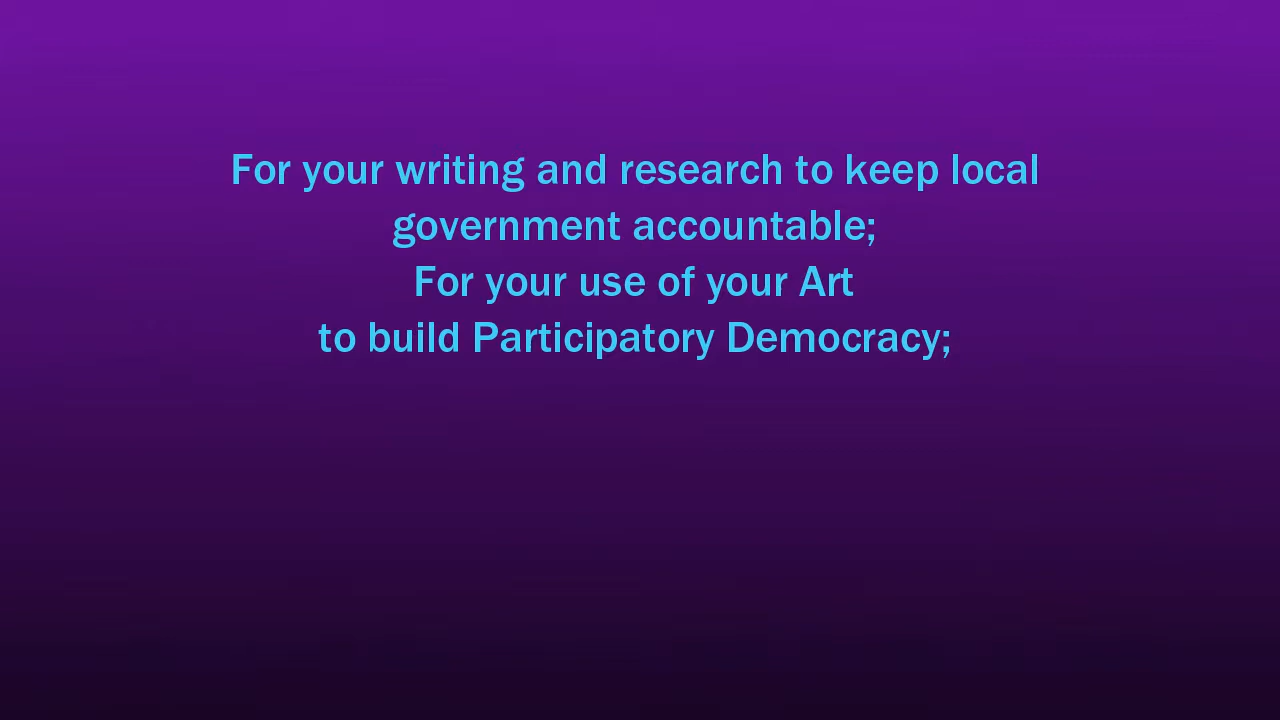 For your writing and research to keep local
government accountable;
For your use of your Art
to build Participatory Democracy;